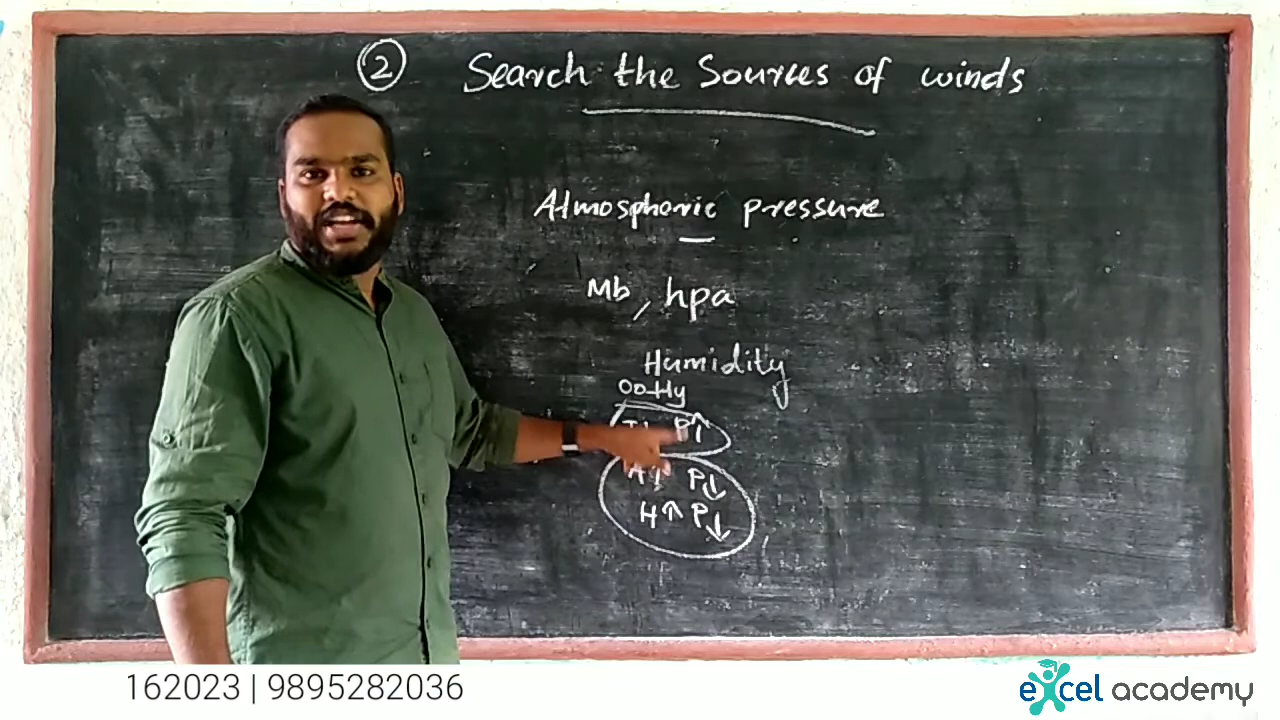 2 Search the Sources of winds
Atmospheric pressure
Mb, hpa
Humidity
P↑
P↓
H↑ P↓
162023 | 9895282036
excel academy